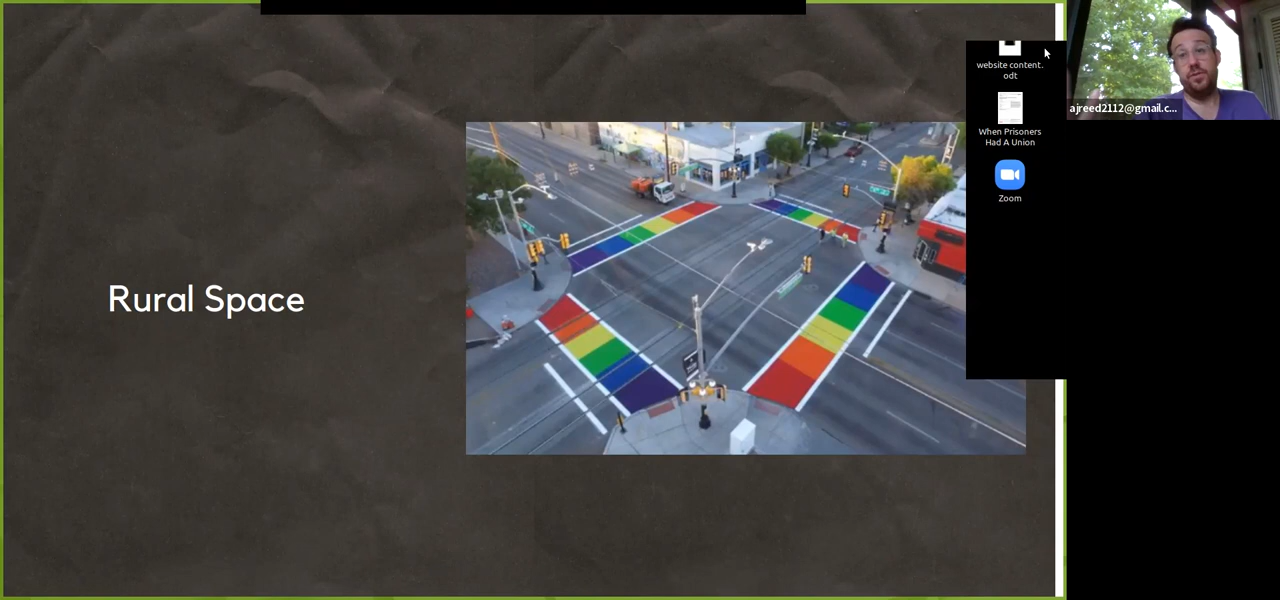 Rural Space
website content.
odt
When Prisoners
Had A Union
Zoom
ajreed2112@gmail.c...